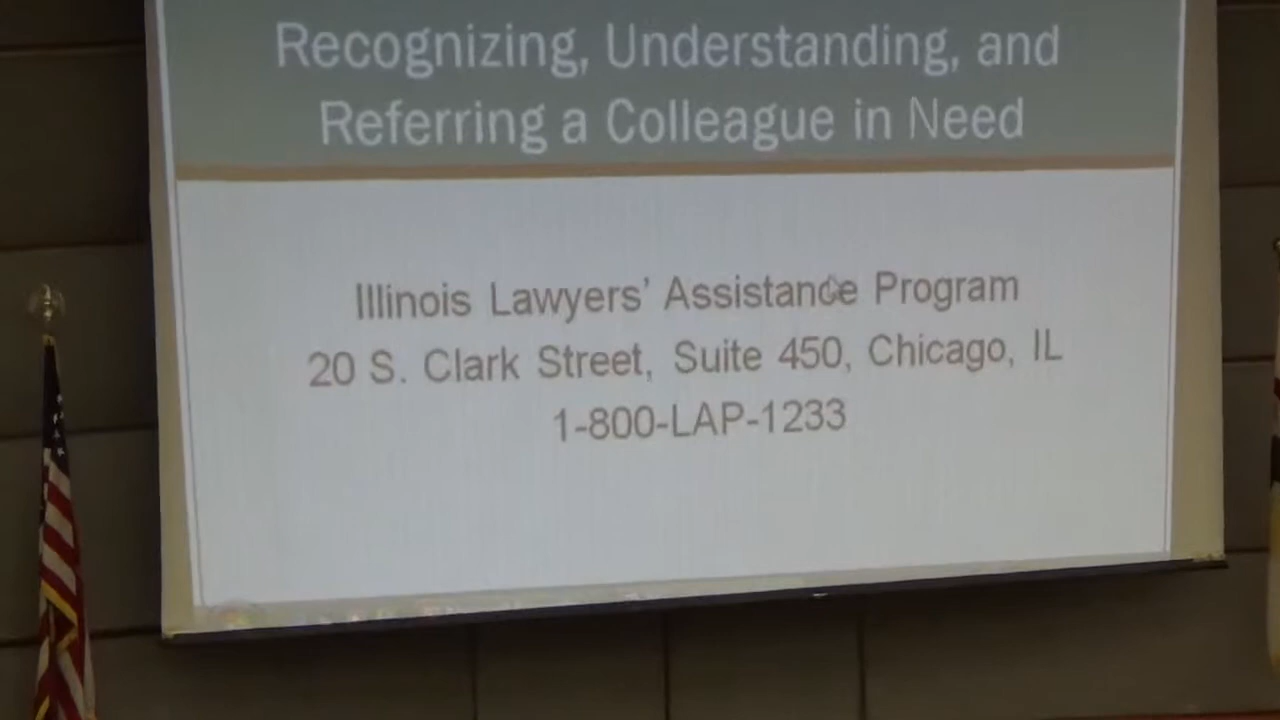 Recognizing, Understanding, and
Referring a Colleague in Need
Illinois Lawyers' Assistance Program
20 S. Clark Street, Suite 450, Chicago, IL
1-800-LAP-1233